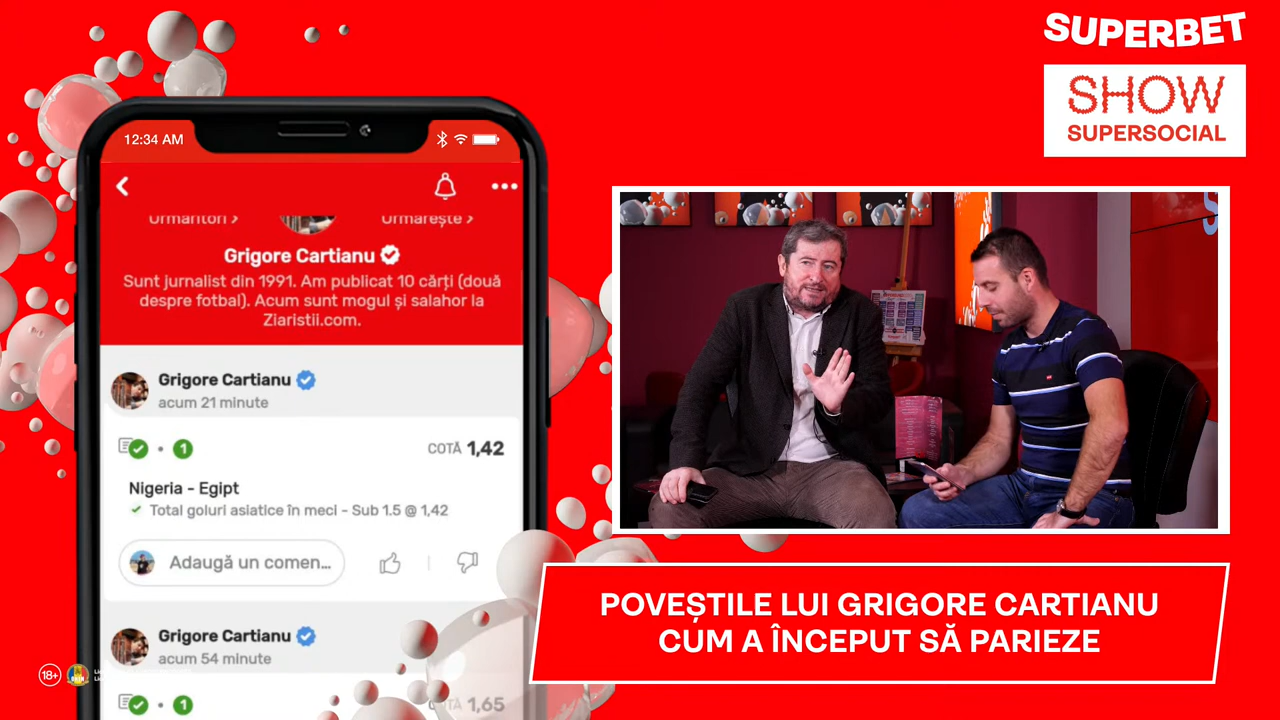 SUPERBET
SHOW
SUPERSOCIAL
12:34 AM
Urmăritori >
Urmărește >
Grigore Cartianu
Sunt jurnalist din 1991. Am publicat 10 cărți (două
despre fotbal). Acum sunt mogul și salahor la
Ziaristii.com.
Grigore Cartianu
acum 21 minute
1
COTĂ 1,42
Nigeria - Egipt
Total goluri asiatice în meci - Sub 1.5 @ 1,42
Adaugă un comen...
Grigore Cartianu
acum 54 minute
1
COTĂ 1,65
18+
POVEȘTILE LUI GRIGORE CARTIANU
CUM A ÎNCEPUT SĂ PARIEZE